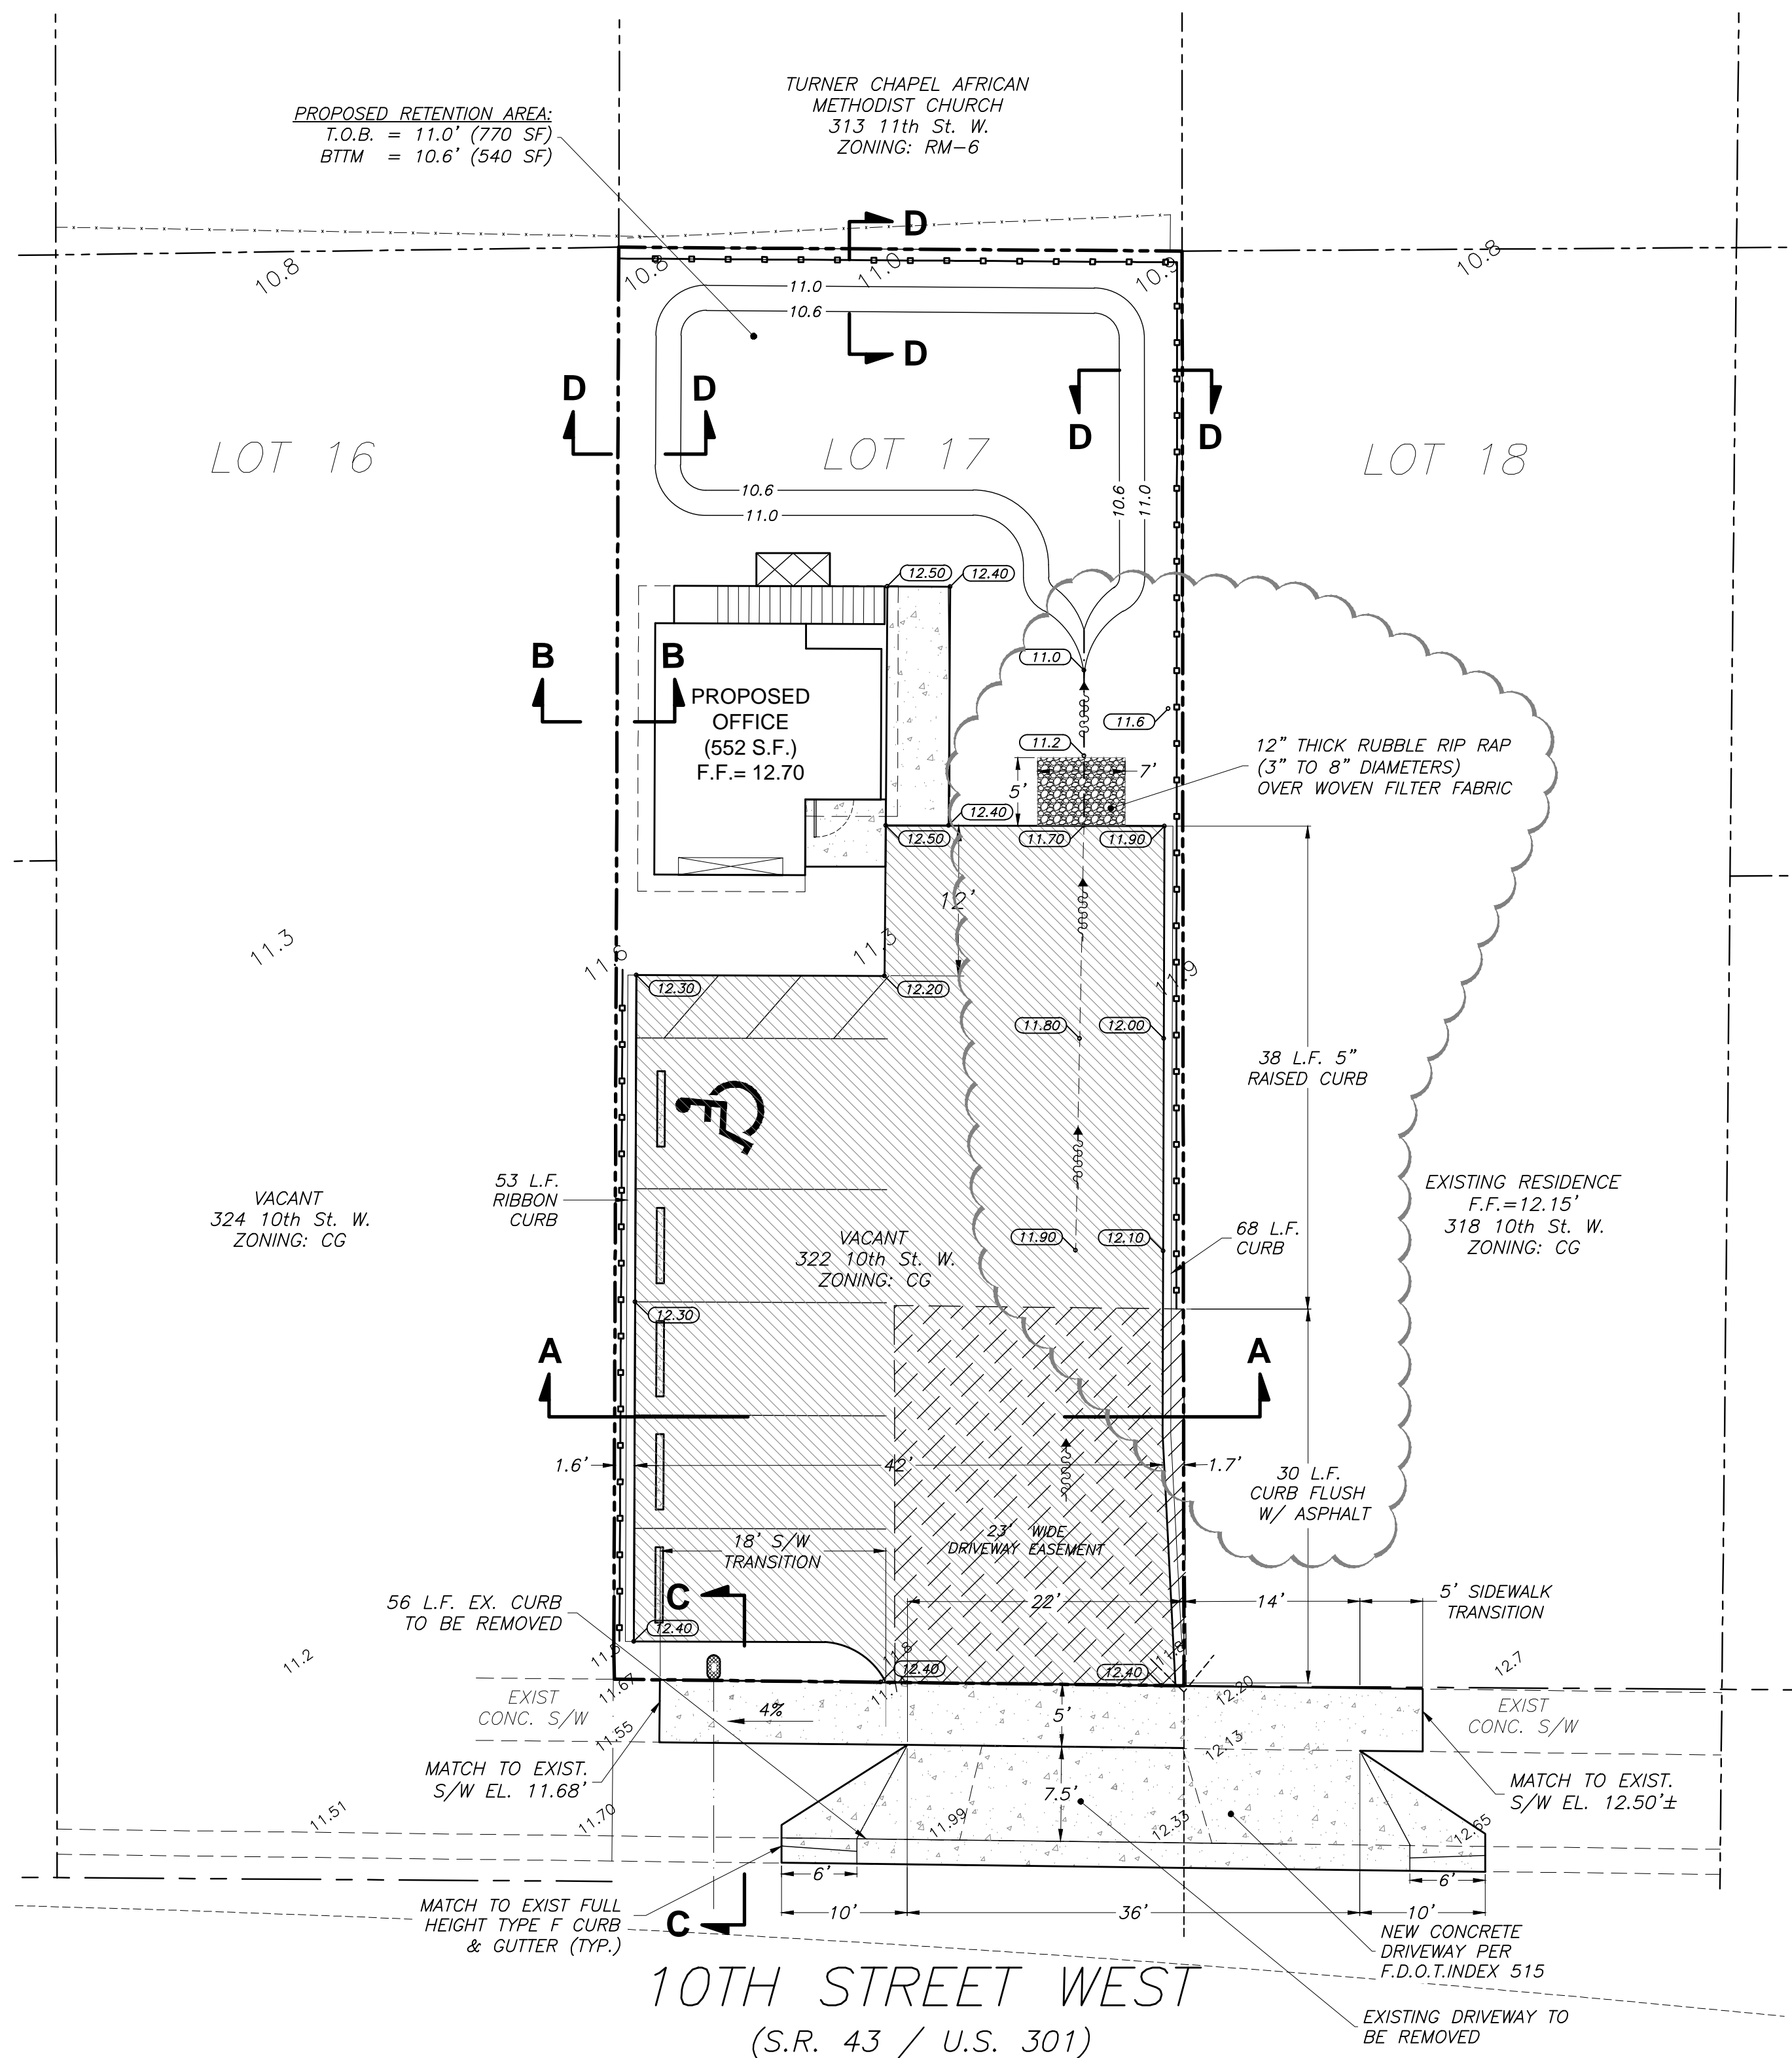 TURNER CHAPEL AFRICAN
METHODIST CHURCH
313 11th St. W.
ZONING: RM-6
PROPOSED RETENTION AREA:
T.O.B. = 11.0' (770 SF)
BTTM = 10.6' (540 SF)
D
10.8
10.8
11.0
10.9
10.8
11.0
10.6
D
D
D
D
D
LOT 16
LOT 17
LOT 18
10.6
11.0
10.6
11.0
12.50
12.40
B
B
11.0
PROPOSED
OFFICE
(552 S.F.)
F.F.= 12.70
11.6
11.2
12" THICK RUBBLE RIP RAP
(3" TO 8" DIAMETERS)
OVER WOVEN FILTER FABRIC
7'
5'
12.40
12.50
11.70
11.90
12'
11.3
11.6
11.3
11.9
12.30
12.20
11.80
12.00
38 L.F. 5"
RAISED CURB
53 L.F.
RIBBON
CURB
VACANT
324 10th St. W.
ZONING: CG
VACANT
322 10th St. W.
ZONING: CG
11.90
12.10
68 L.F.
CURB
EXISTING RESIDENCE
F.F.=12.15'
318 10th St. W.
ZONING: CG
12.30
A
A
1.6'
42'
1.7'
30 L.F.
CURB FLUSH
W/ ASPHALT
18' S/W
TRANSITION
23' WIDE
DRIVEWAY EASEMENT
C
56 L.F. EX. CURB
TO BE REMOVED
22'
14'
5' SIDEWALK
TRANSITION
12.40
11.2
11.8
11.8
12.7
12.40
12.40
11.67
12.20
EXIST
CONC. S/W
4%
5'
EXIST
CONC. S/W
11.55
12.13
MATCH TO EXIST.
S/W EL. 11.68'
7.5'
MATCH TO EXIST.
S/W EL. 12.50'±
11.51
11.70
11.99
12.33
12.65
6'
6'
MATCH TO EXIST FULL
HEIGHT TYPE F CURB
& GUTTER (TYP.)
C
10'
36'
10'
NEW CONCRETE
DRIVEWAY PER
F.D.O.T.INDEX 515
10TH STREET WEST
(S.R. 43 / U.S. 301)
EXISTING DRIVEWAY TO
BE REMOVED